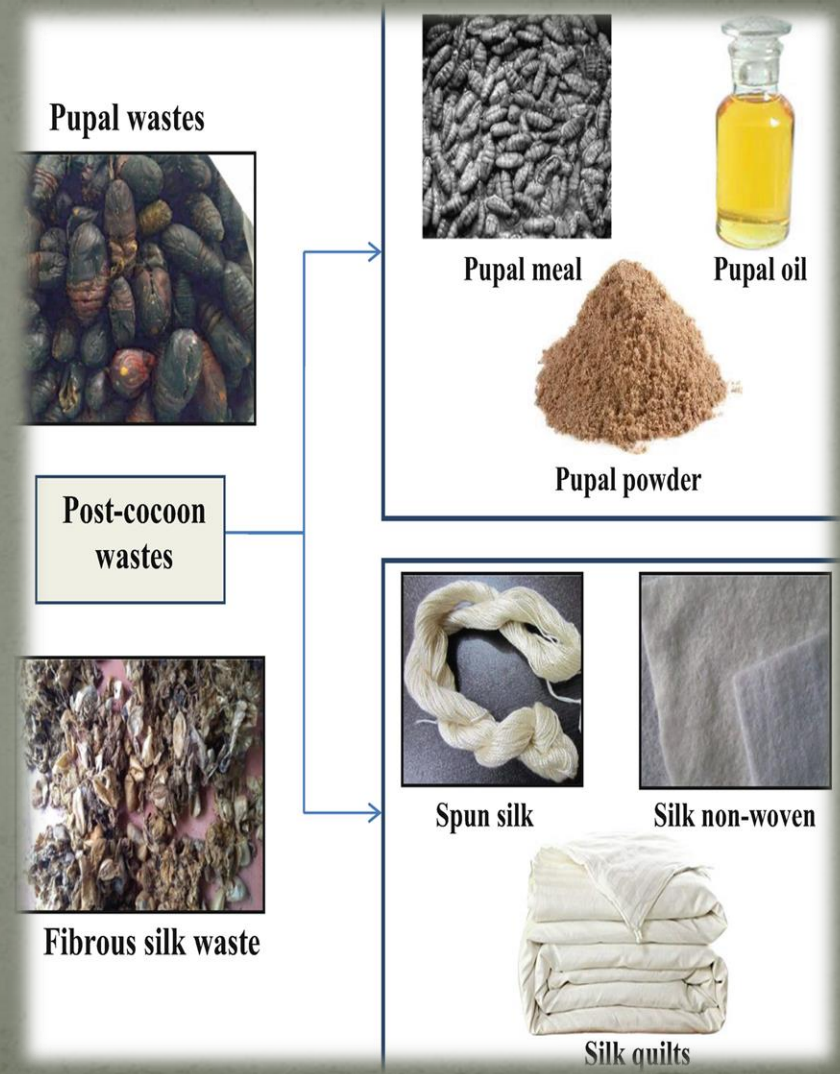 Pupal wastes
Post-cocoon
wastes
Fibrous silk waste
Pupal meal
Pupal oil
Pupal powder
Spun silk
Silk non-woven
Silk quilts